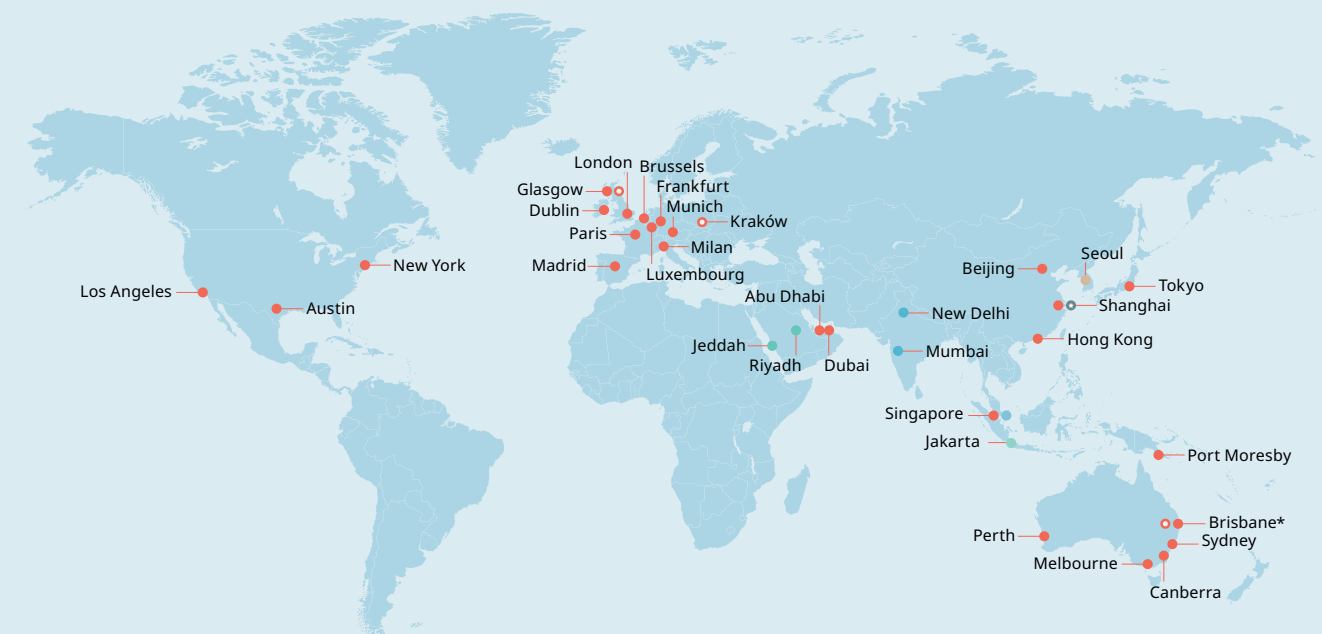 London
Brussels
Glasgow
Frankfurt
Dublin
Munich
Paris
Kraków
Milan
Madrid
Luxembourg
New York
Los Angeles
Austin
Abu Dhabi
Jeddah
Riyadh
Dubai
Seoul
Beijing
Tokyo
Shanghai
New Delhi
Hong Kong
Mumbai
Singapore
Jakarta
Port Moresby
Brisbane*
Perth
Sydney
Melbourne
Canberra